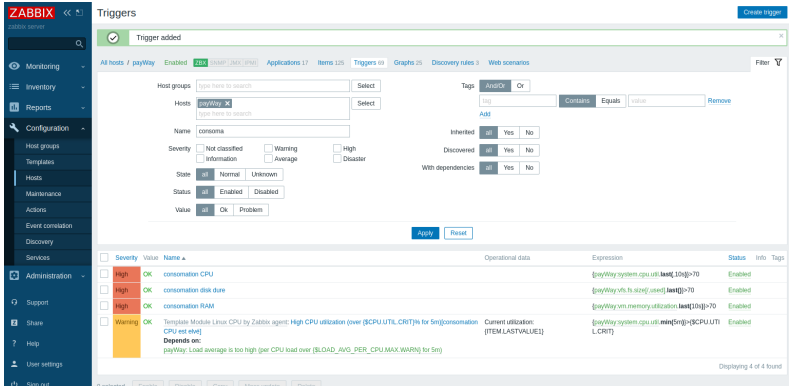 ZABBIX
zabbix server
Monitoring
Inventory
Reports
Configuration
Host groups
Templates
Hosts
Maintenance
Actions
Event correlation
Discovery
Services
Administration
Support
Share
Help
User settings
Sign out
Triggers
Create trigger
Trigger added
All hosts / payWay Enabled ZBX SNMP JMX IPMI Applications 17 Items 125 Triggers 69 Graphs 25 Discovery rules 3 Web scenarios
Filter
Host groups type here to search Select
Hosts payWay Select
type here to search
Name consoma
Severity Not classified Warning High
Information Average Disaster
State all Normal Unknown
Status all Enabled Disabled
Value all Ok Problem
Tags And/Or Or
tag Contains Equals value Remove
Add
Inherited all Yes No
Discovered all Yes No
With dependencies all Yes No
Apply Reset
Severity Value Name Operational data Expression Status Info Tags
High OK consomation CPU {payWay:system.cpu.util.last(,10s)}>70 Enabled
High OK consomation disk dure {payWay:vfs.fs.size[/,used].last()}>70 Enabled
High OK consomation RAM {payWay:vm.memory.utilization.last(10s)}>70 Enabled
Warning OK Template Module Linux CPU by Zabbix agent: High CPU utilization (over {$CPU.UTIL.CRIT}% for 5m)[consomation Current utilization: {payWay:system.cpu.util.min(5m)}>{$CPU.UTI Enabled
CPU est elvé] {ITEM.LASTVALUE1} L.CRIT}
Depends on:
payWay: Load average is too high (per CPU load over {$LOAD_AVG_PER_CPU.MAX.WARN} for 5m)
Displaying 4 of 4 found
0 selected Enable Disable Copy Mass update Delete